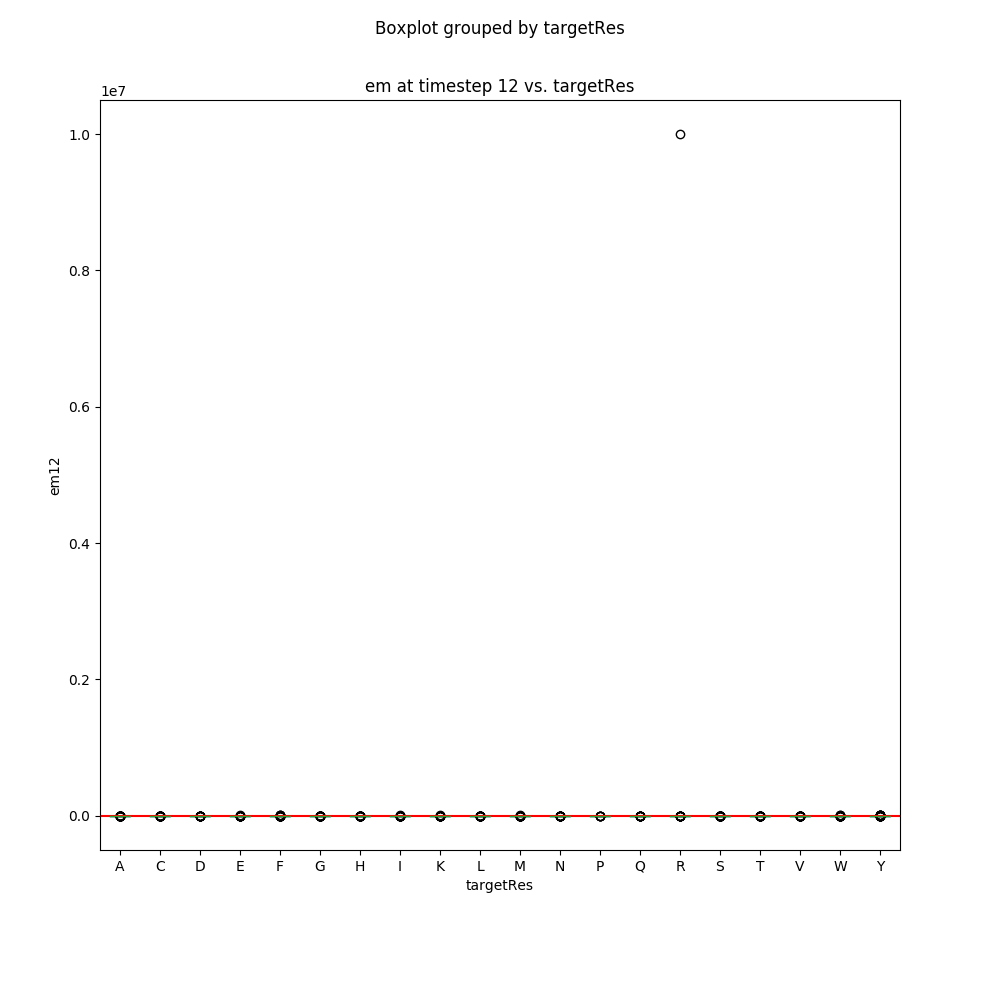 Boxplot grouped by targetRes
em at timestep 12 vs. targetRes
1e7
1.0
0.8
0.6
0.4
0.2
0.0
em12
A C D E F G H I K L M N P Q R S T V W Y
targetRes